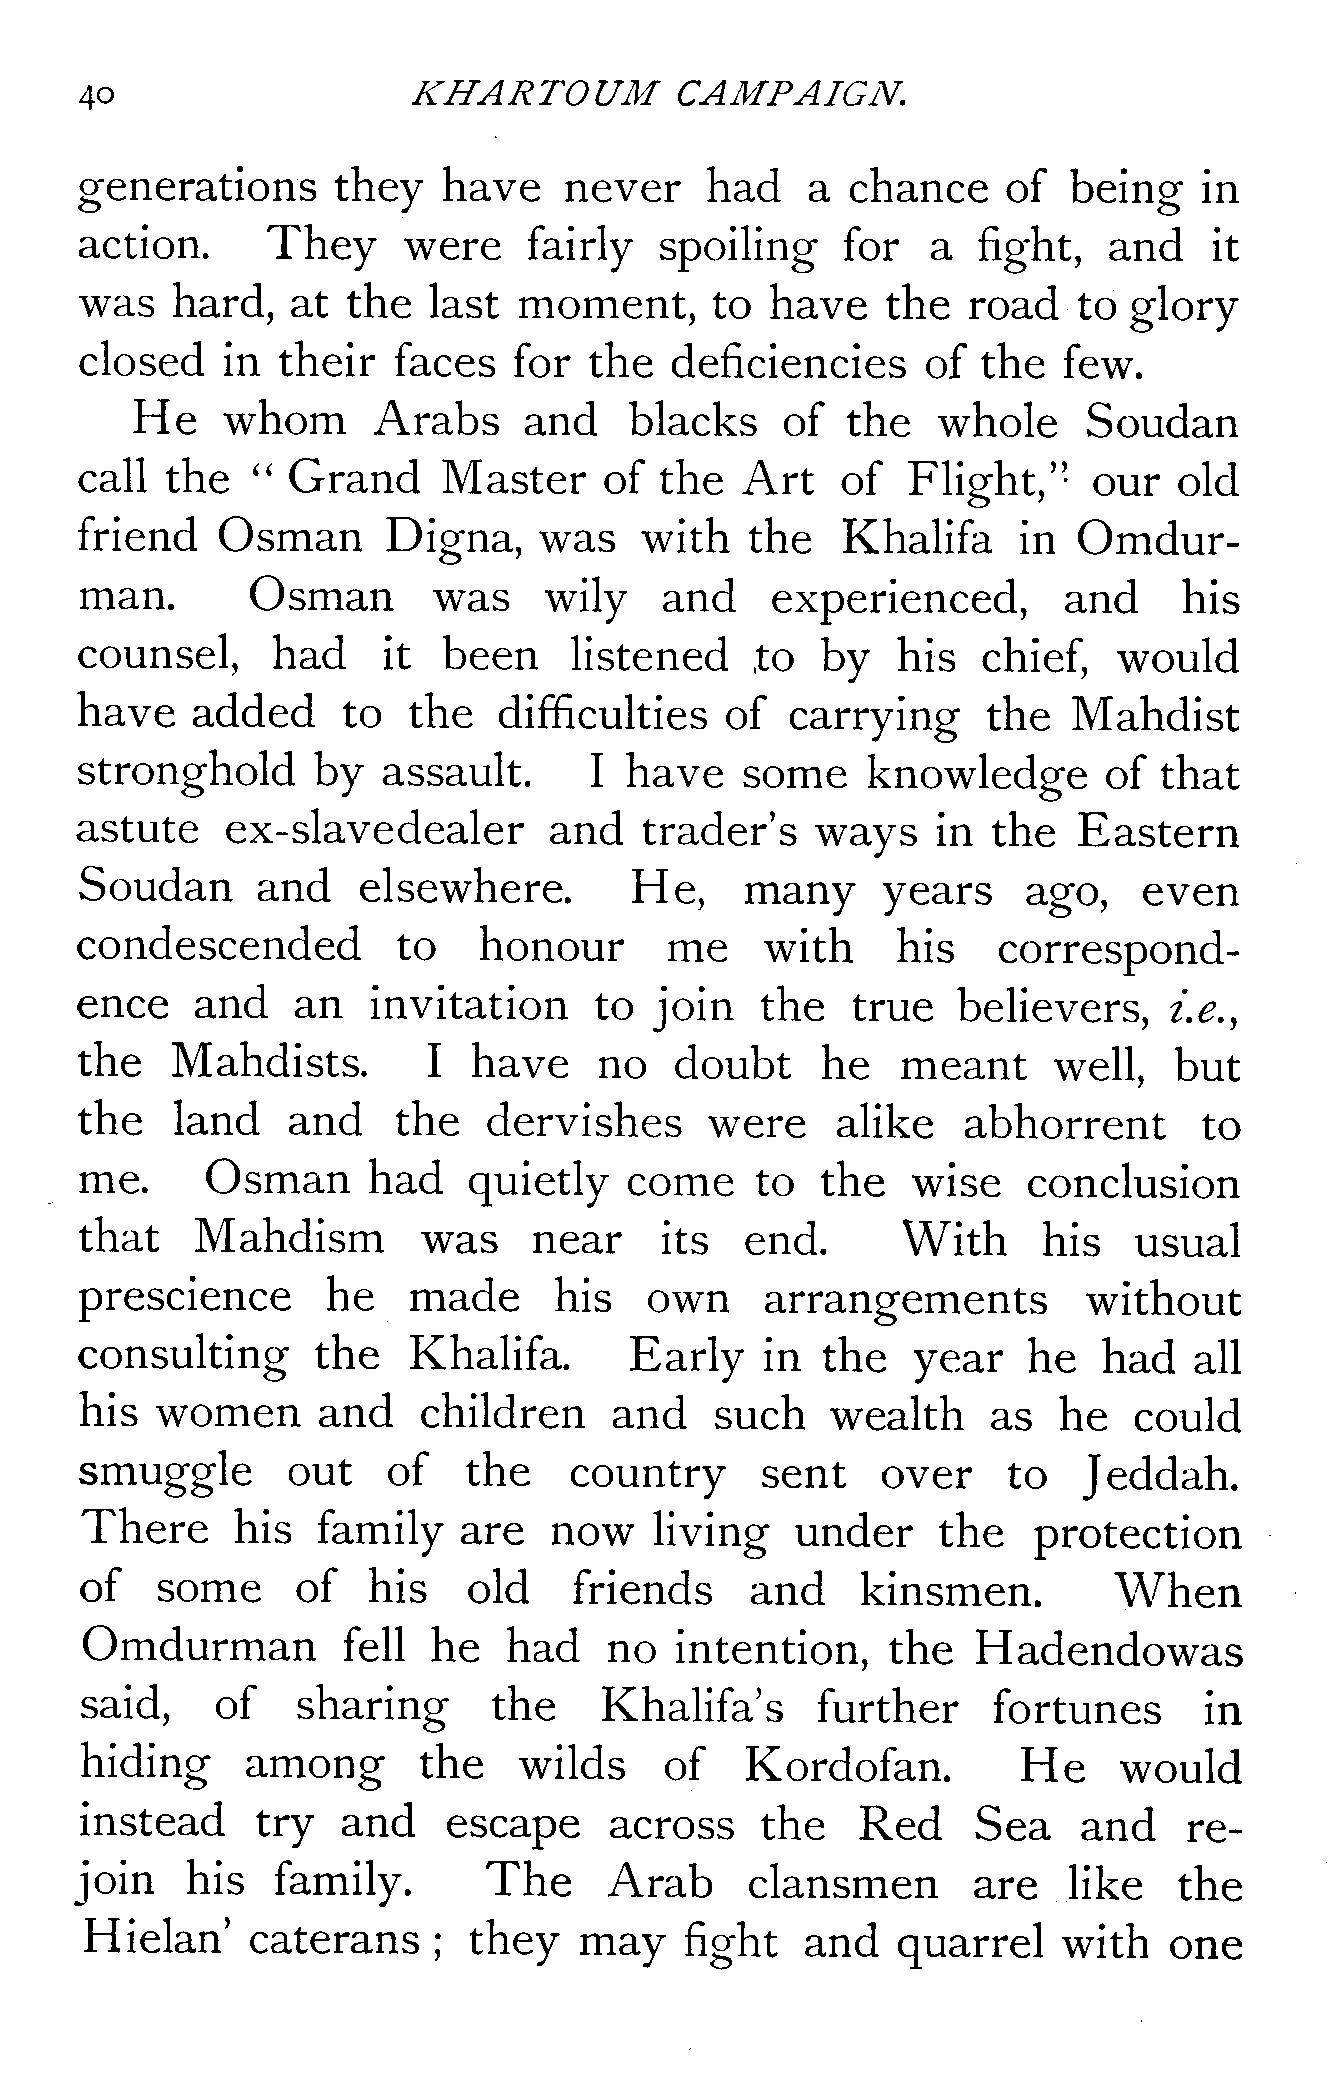 40 KHARTOUM CAMPAIGN.
generations they have never had a chance of being in
action. They were fairly spoiling for a fight, and it
was hard, at the last moment, to have the road to glory
closed in their faces for the deficiencies of the few.
He whom Arabs and blacks of the whole Soudan
call the “ Grand Master of the Art of Flight,” our old
friend Osman Digna, was with the Khalifa in Omdur-
man. Osman was wily and experienced, and his
counsel, had it been listened to by his chief, would
have added to the difficulties of carrying the Mahdist
stronghold by assault. I have some knowledge of that
astute ex-slavedealer and trader’s ways in the Eastern
Soudan and elsewhere. He, many years ago, even
condescended to honour me with his correspond-
ence and an invitation to join the true believers, i.e.,
the Mahdists. I have no doubt he meant well, but
the land and the dervishes were alike abhorrent to
me. Osman had quietly come to the wise conclusion
that Mahdism was near its end. With his usual
prescience he made his own arrangements without
consulting the Khalifa. Early in the year he had all
his women and children and such wealth as he could
smuggle out of the country sent over to Jeddah.
There his family are now living under the protection
of some of his old friends and kinsmen. When
Omdurman fell he had no intention, the Hadendowas
said, of sharing the Khalifa’s further fortunes in
hiding among the wilds of Kordofan. He would
instead try and escape across the Red Sea and re-
join his family. The Arab clansmen are like the
Hielan’ caterans ; they may fight and quarrel with one